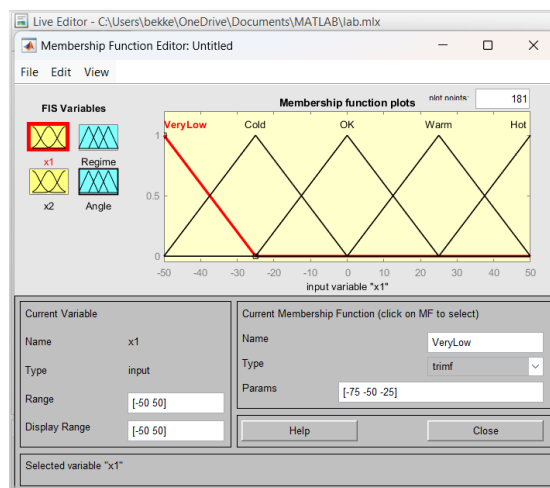 Live Editor - C:\Users\bekke\OneDrive\Documents\MATLAB\lab.mlx
Membership Function Editor: Untitled
File Edit View
FIS Variables
x1
Regime
x2
Angle
Membership function plots
plot points:
181
VeryLow
Cold
OK
Warm
Hot
1
0.5
0
-50 -40 -30 -20 -10 0 10 20 30 40 50
input variable "x1"
Current Variable
Name x1
Type input
Range [-50 50]
Display Range [-50 50]
Current Membership Function (click on MF to select)
Name VeryLow
Type trimf
Params [-75 -50 -25]
Help
Close
Selected variable "x1"